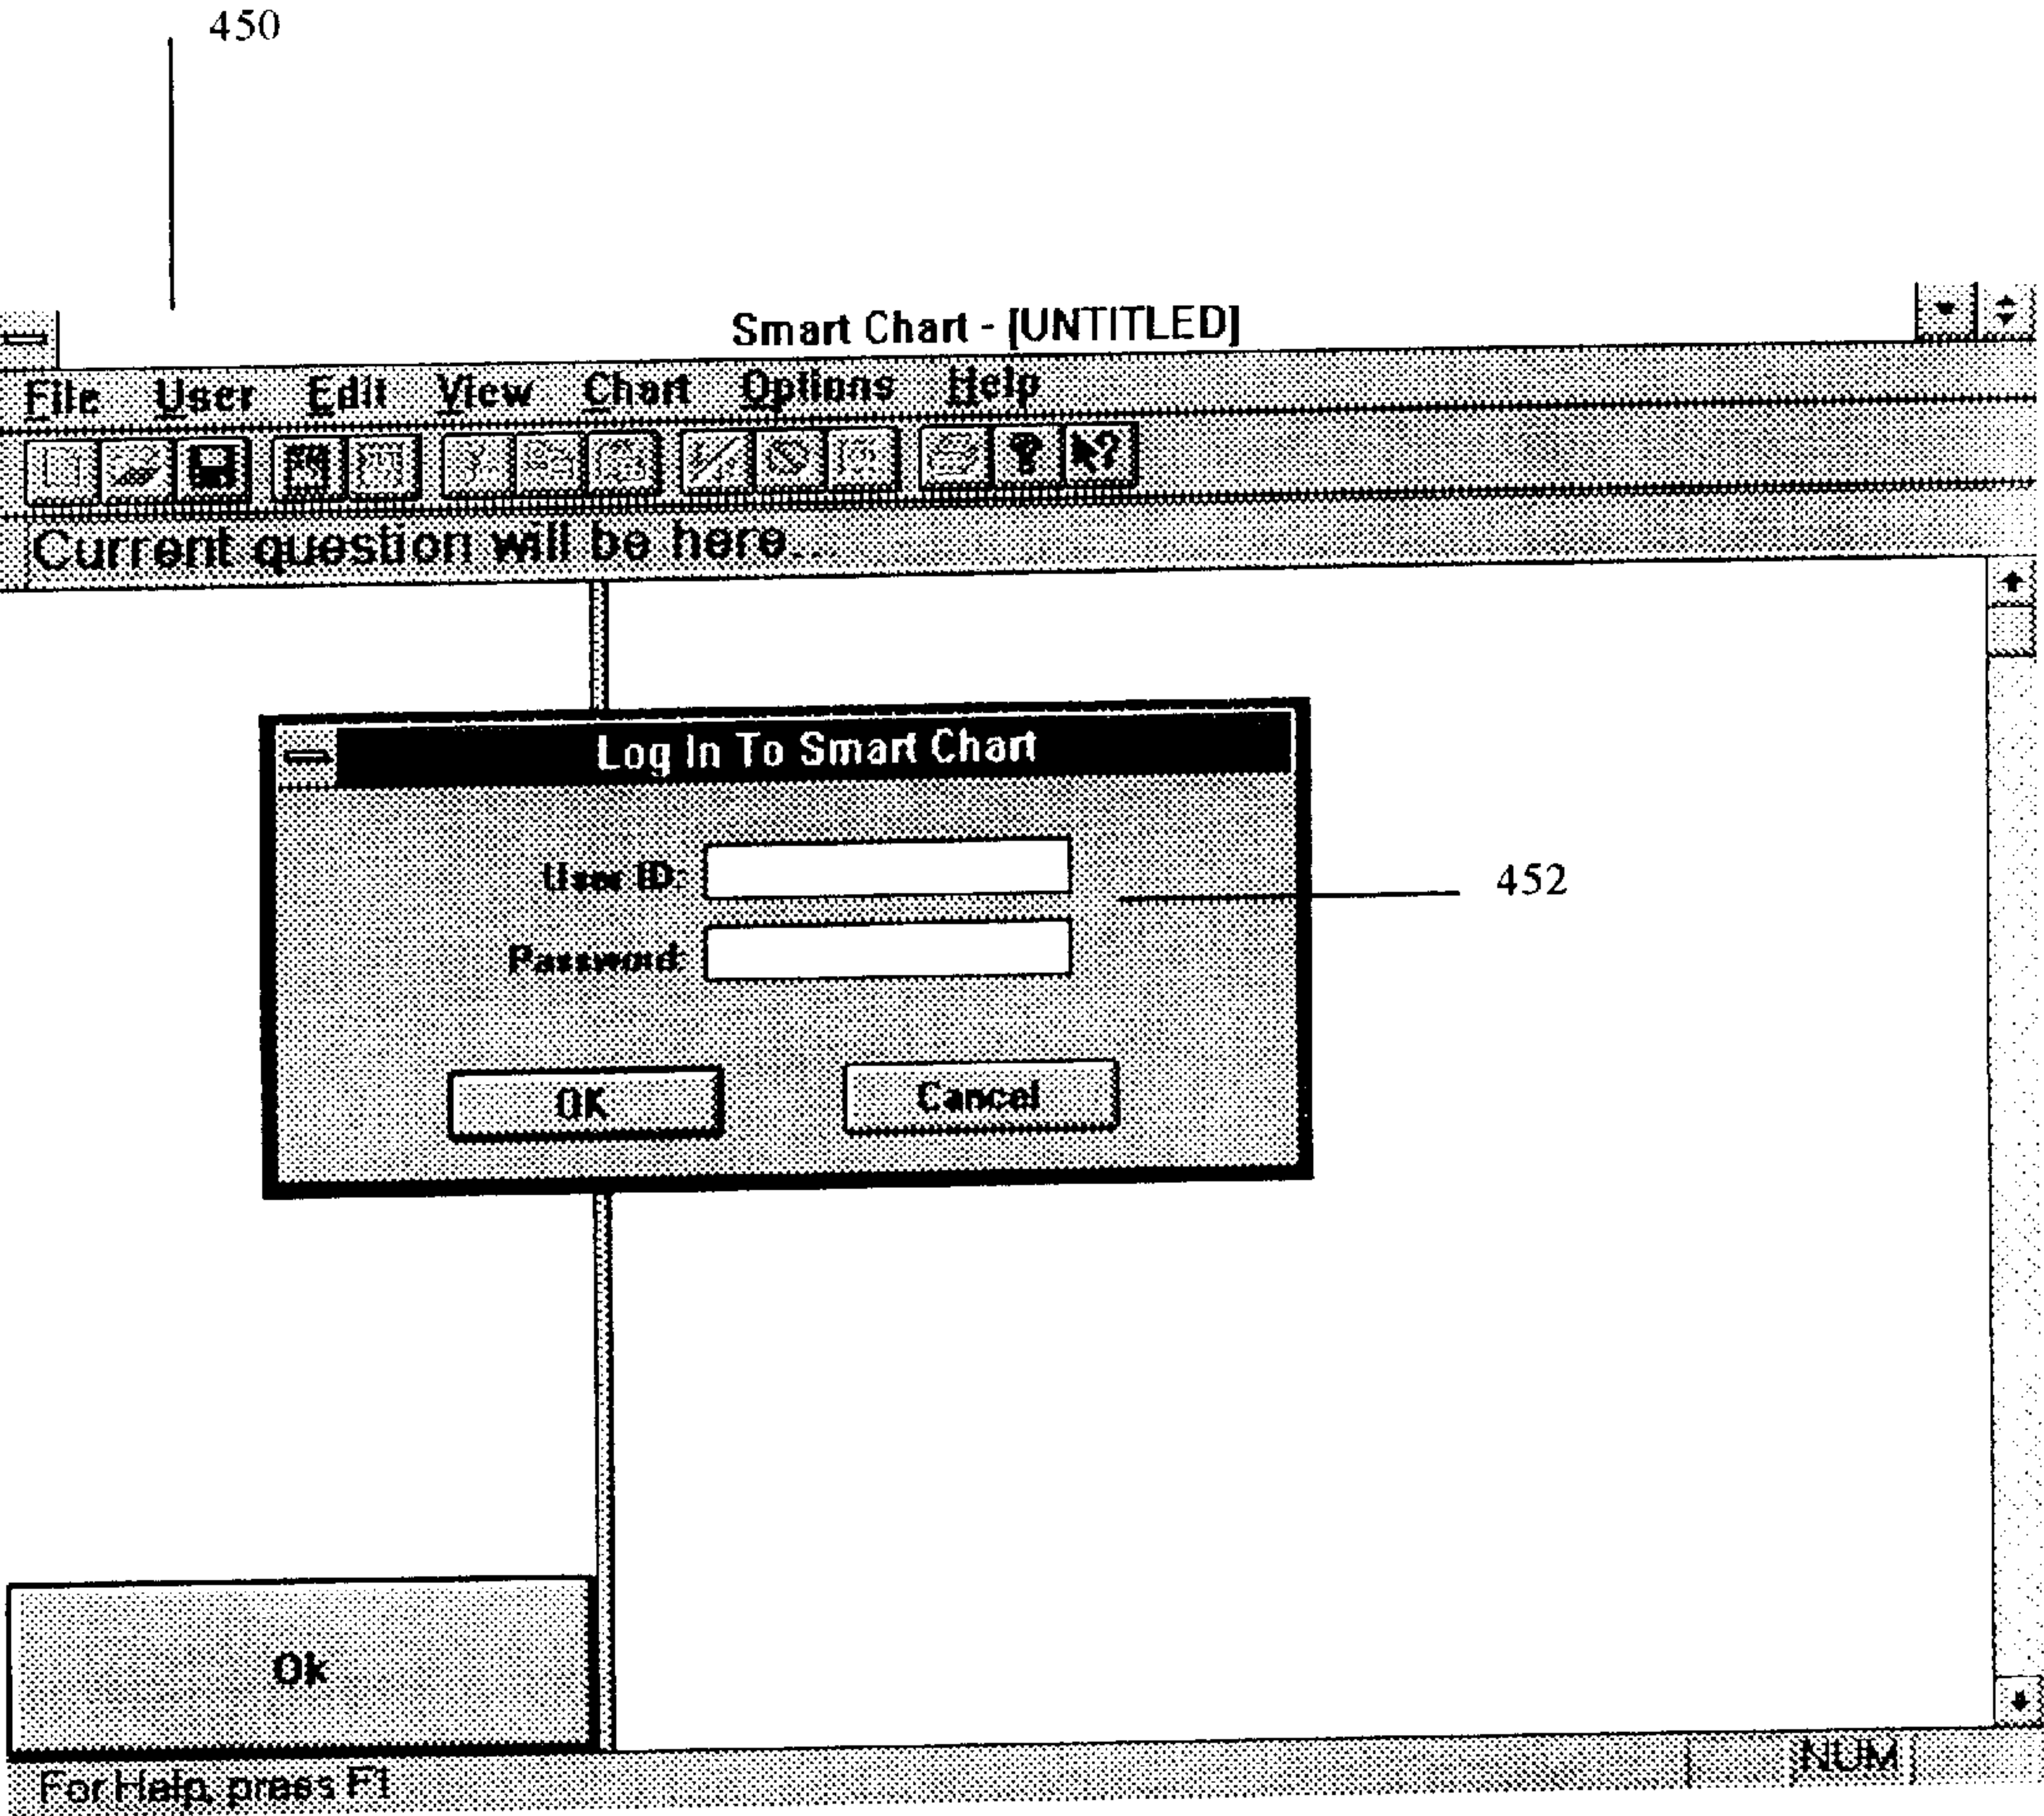 450
Smart Chart - [UNTITLED]
File User Edit View Chart Options Help
Current question will be here...
Log In To Smart Chart
User ID:
452
Password:
OK Cancel
Ok
For Help, press F1 NUM